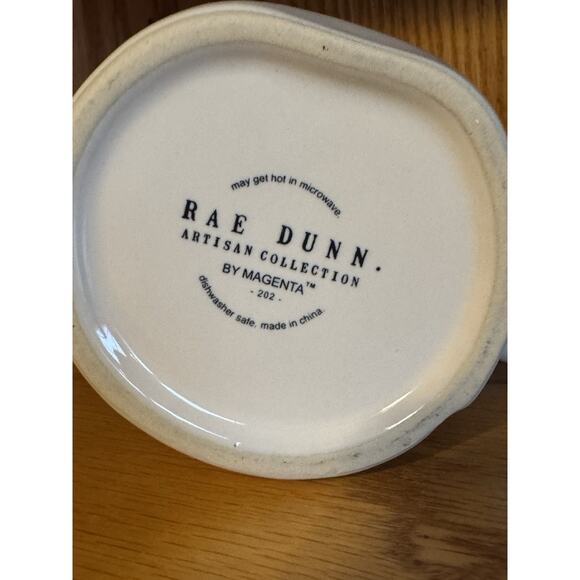 may get hot in microwave.
RAE DUNN.
ARTISAN COLLECTION
BY MAGENTA™
- 202 -
dishwasher safe. made in china.